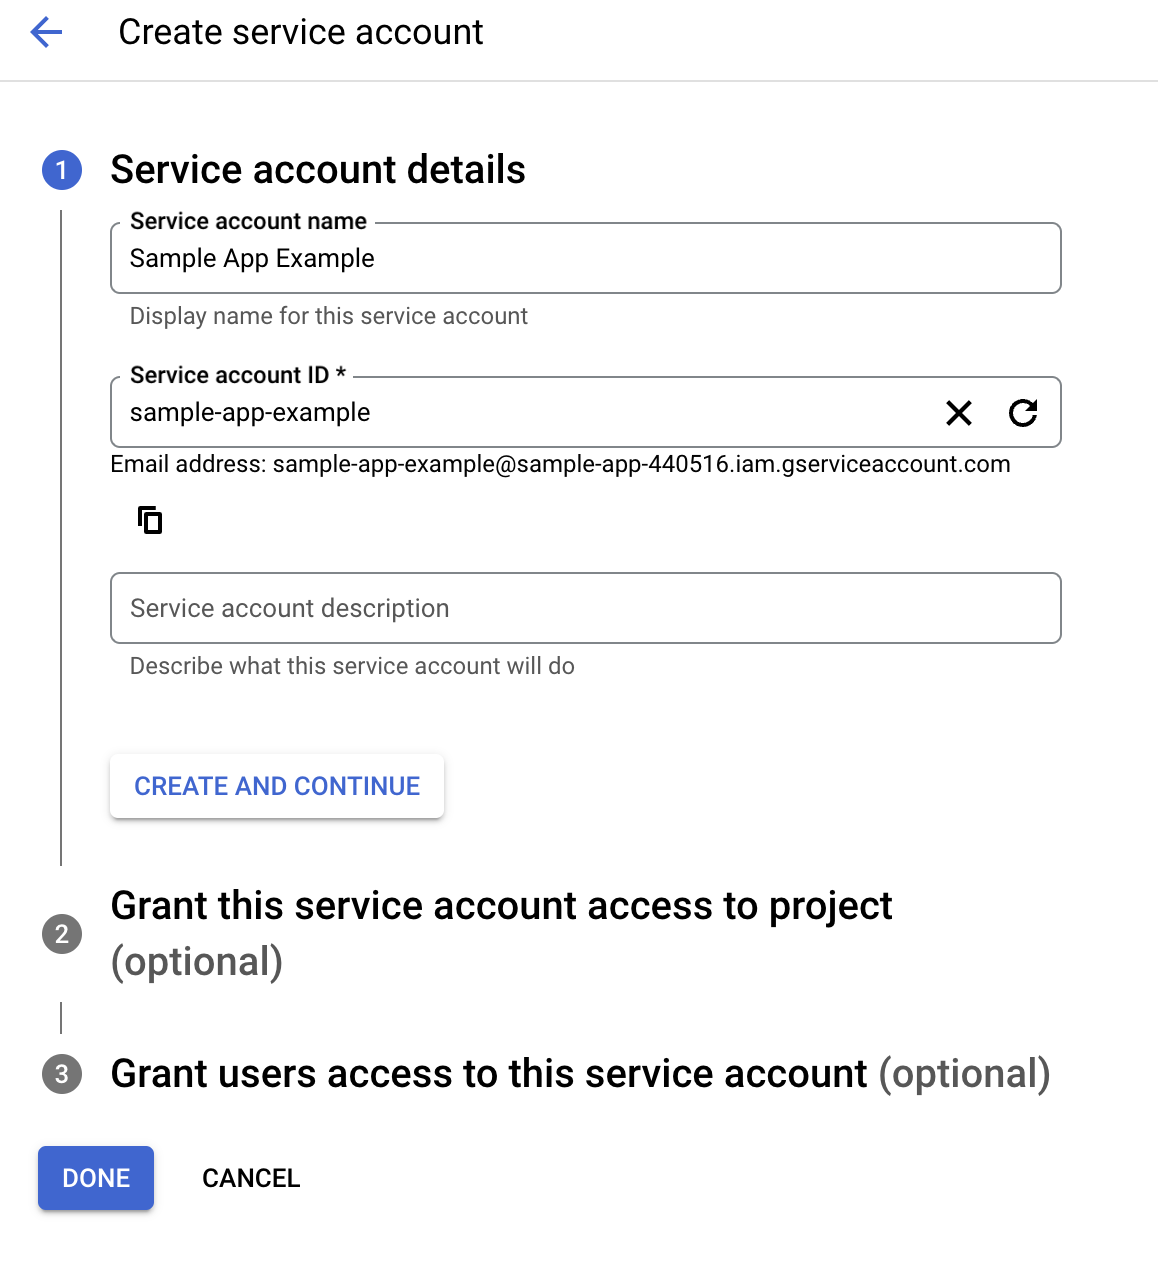 Create service account
1 Service account details
Service account name
Sample App Example
Display name for this service account
Service account ID *
sample-app-example
Email address: sample-app-example@sample-app-440516.iam.gserviceaccount.com
Service account description
Describe what this service account will do
CREATE AND CONTINUE
2 Grant this service account access to project
(optional)
3 Grant users access to this service account (optional)
DONE CANCEL